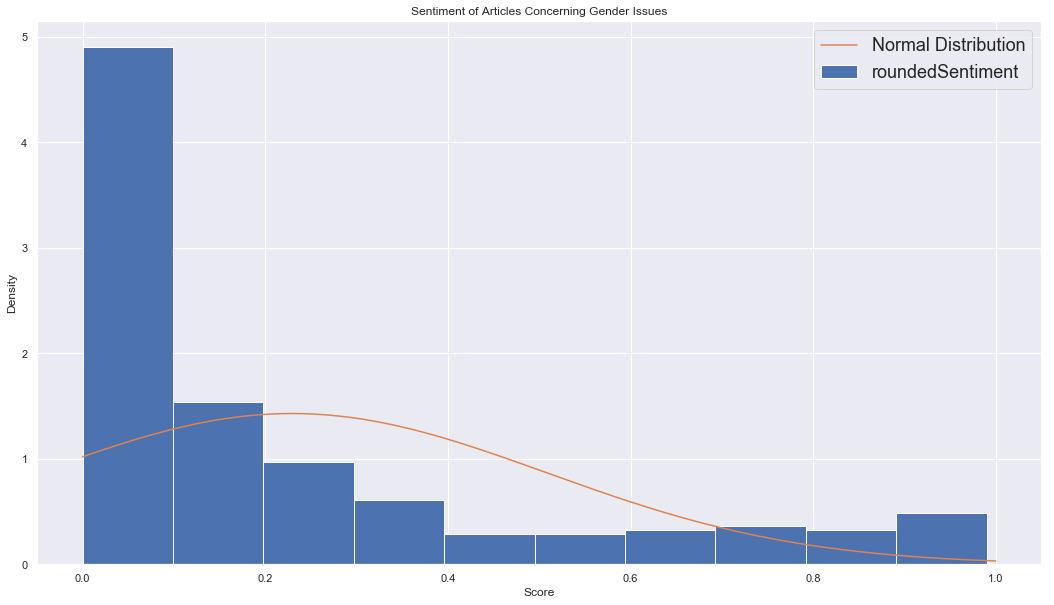 Sentiment of Articles Concerning Gender Issues
Normal Distribution
roundedSentiment
Density
5
4
3
2
1
0
0.0 0.2 0.4 0.6 0.8 1.0
Score